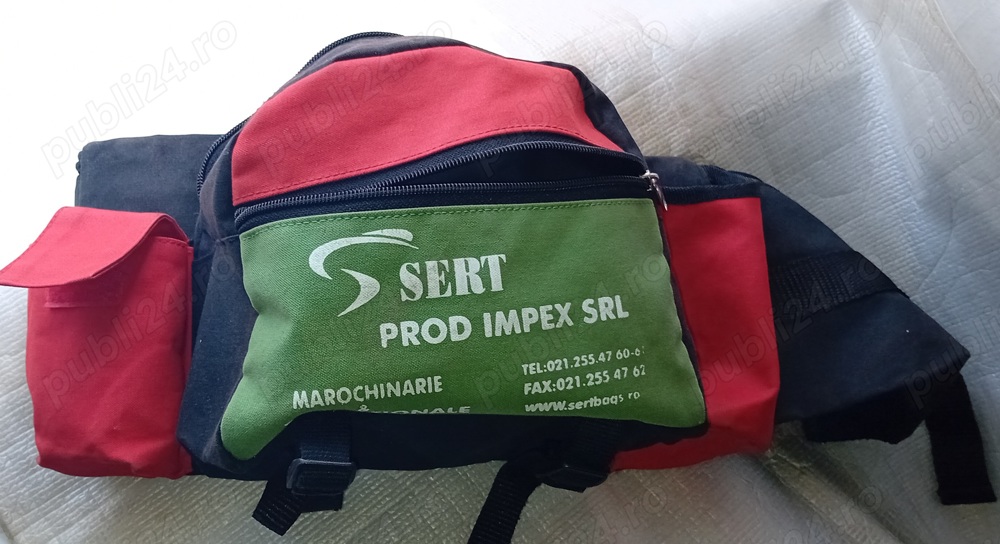 SERT
PROD IMPEX SRL
MAROCHINARIE
TEL:021.255.47 60-6
FAX:021.255 47 62
www.sertbags ro
publi24.ro